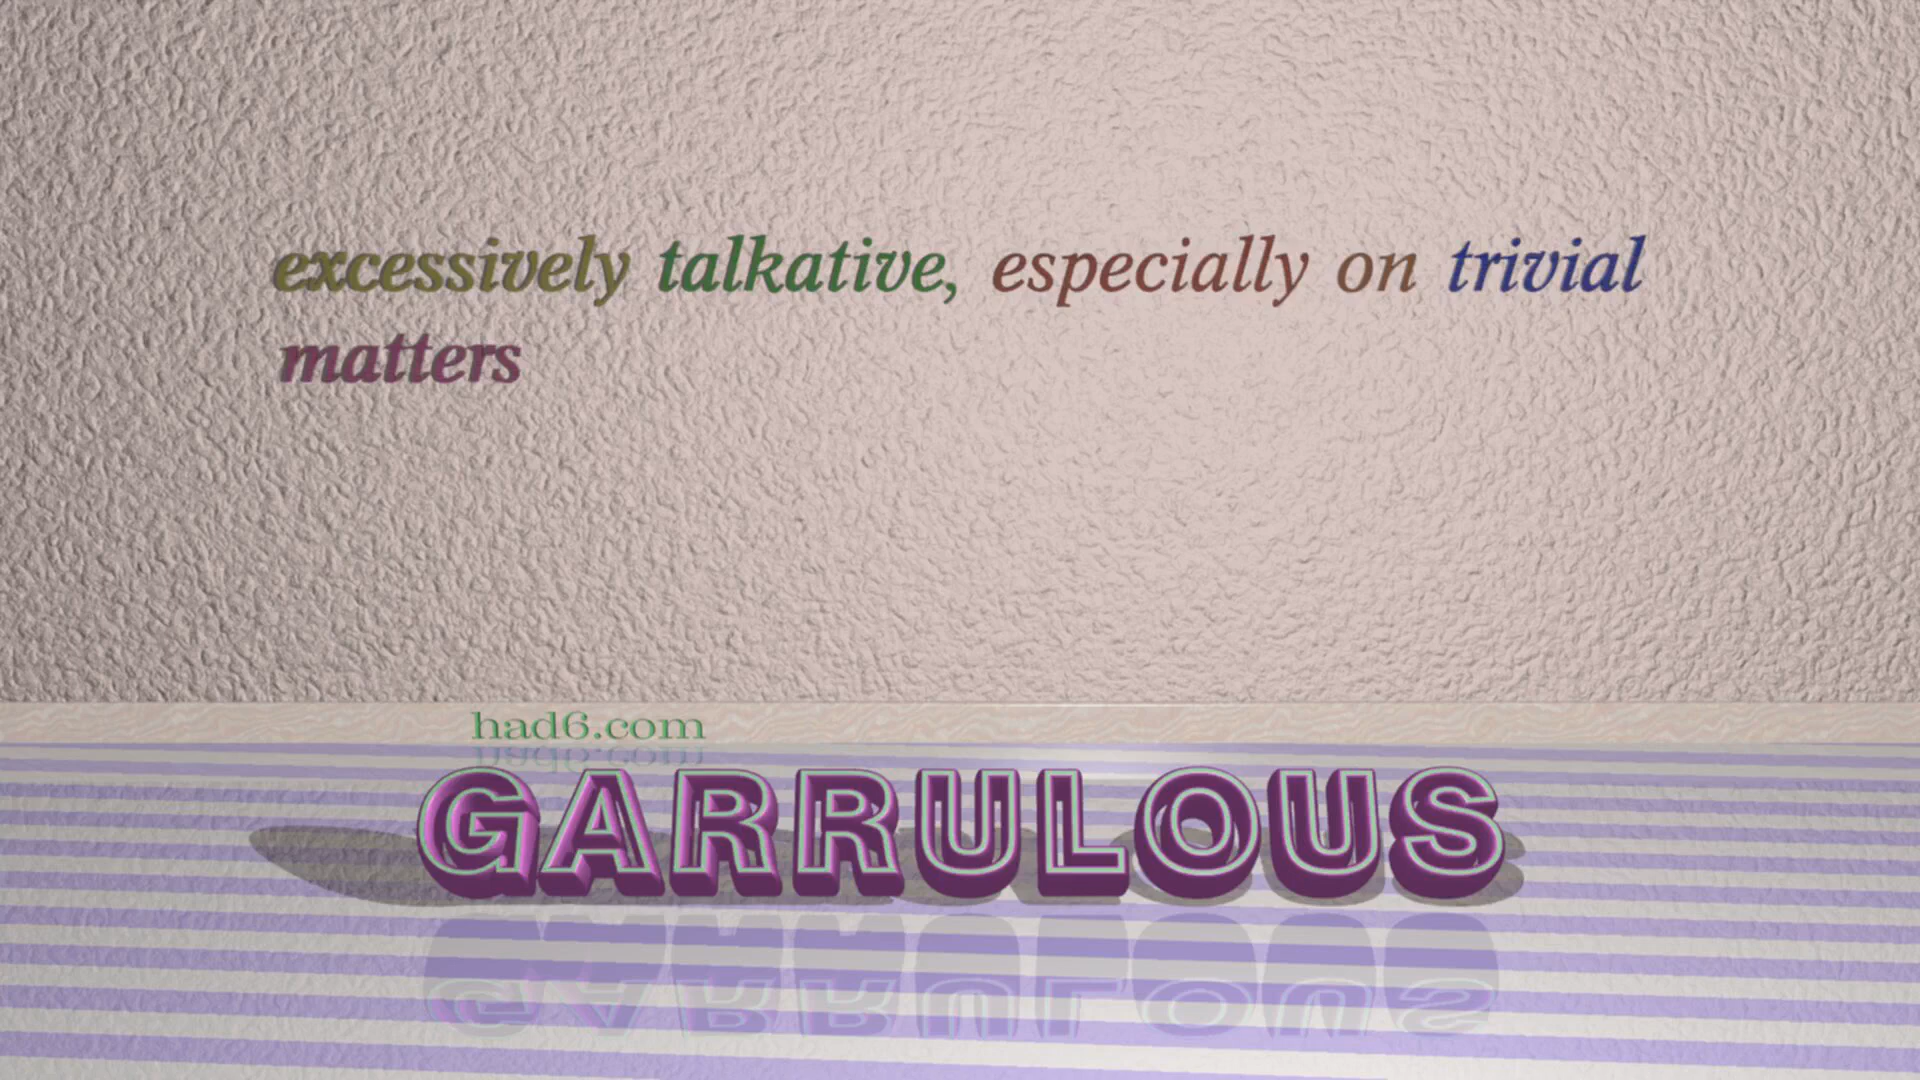 excessively talkative, especially on trivial
matters
had6.com
GARRULOUS